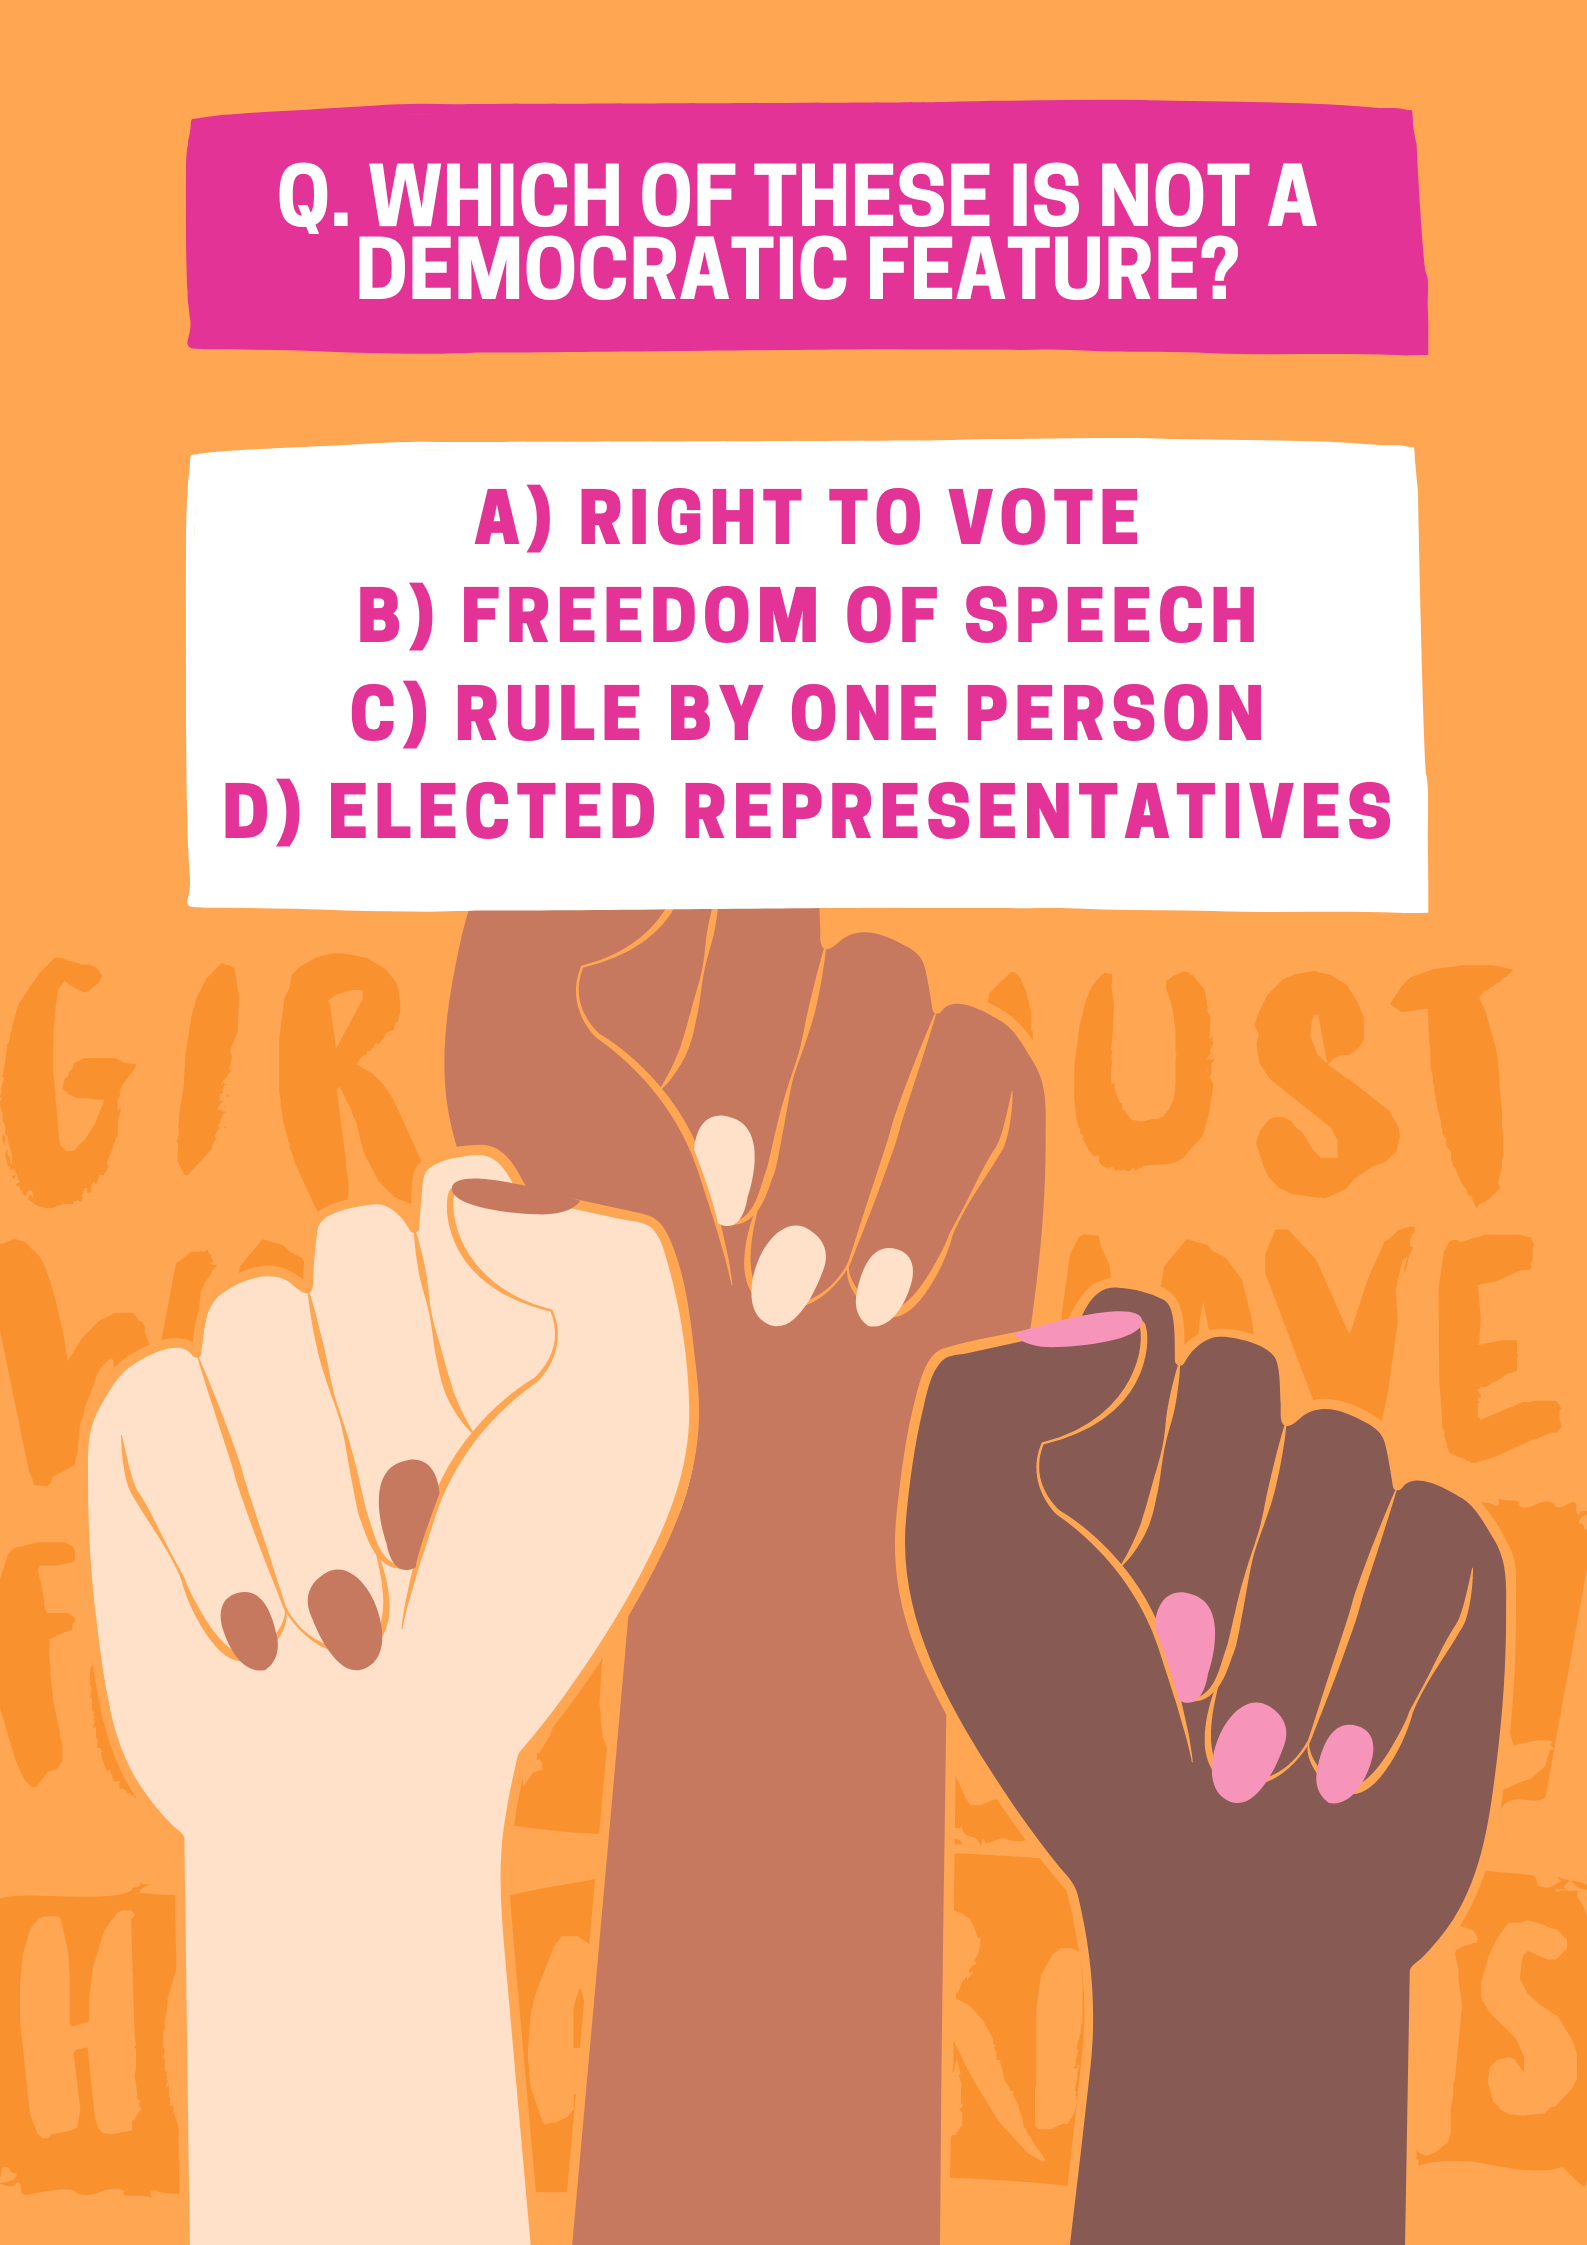 Q. WHICH OF THESE IS NOT A
DEMOCRATIC FEATURE?
A) RIGHT TO VOTE
B) FREEDOM OF SPEECH
C) RULE BY ONE PERSON
D) ELECTED REPRESENTATIVES